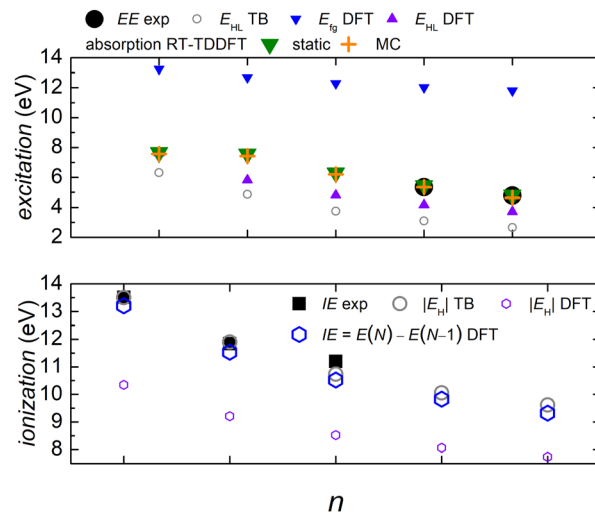 EE exp E_HL TB E_fg DFT E_HL DFT
absorption RT-TDDFT static MC
14
12
10
8
6
4
2
excitation (eV)
14
13
12
11
10
9
8
ionization (eV)
IE exp |E_H| TB |E_H| DFT
IE = E(N) – E(N–1) DFT
n